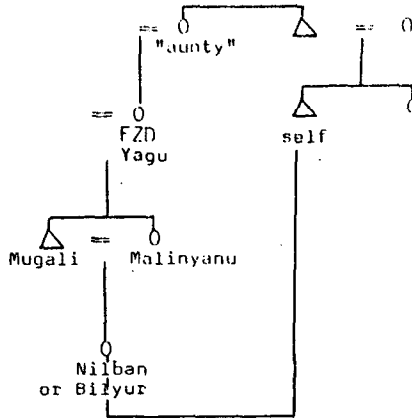 "aunty"
FZD
Yagu
self
Mugali
Malinyanu
Nilban
or Bilyur